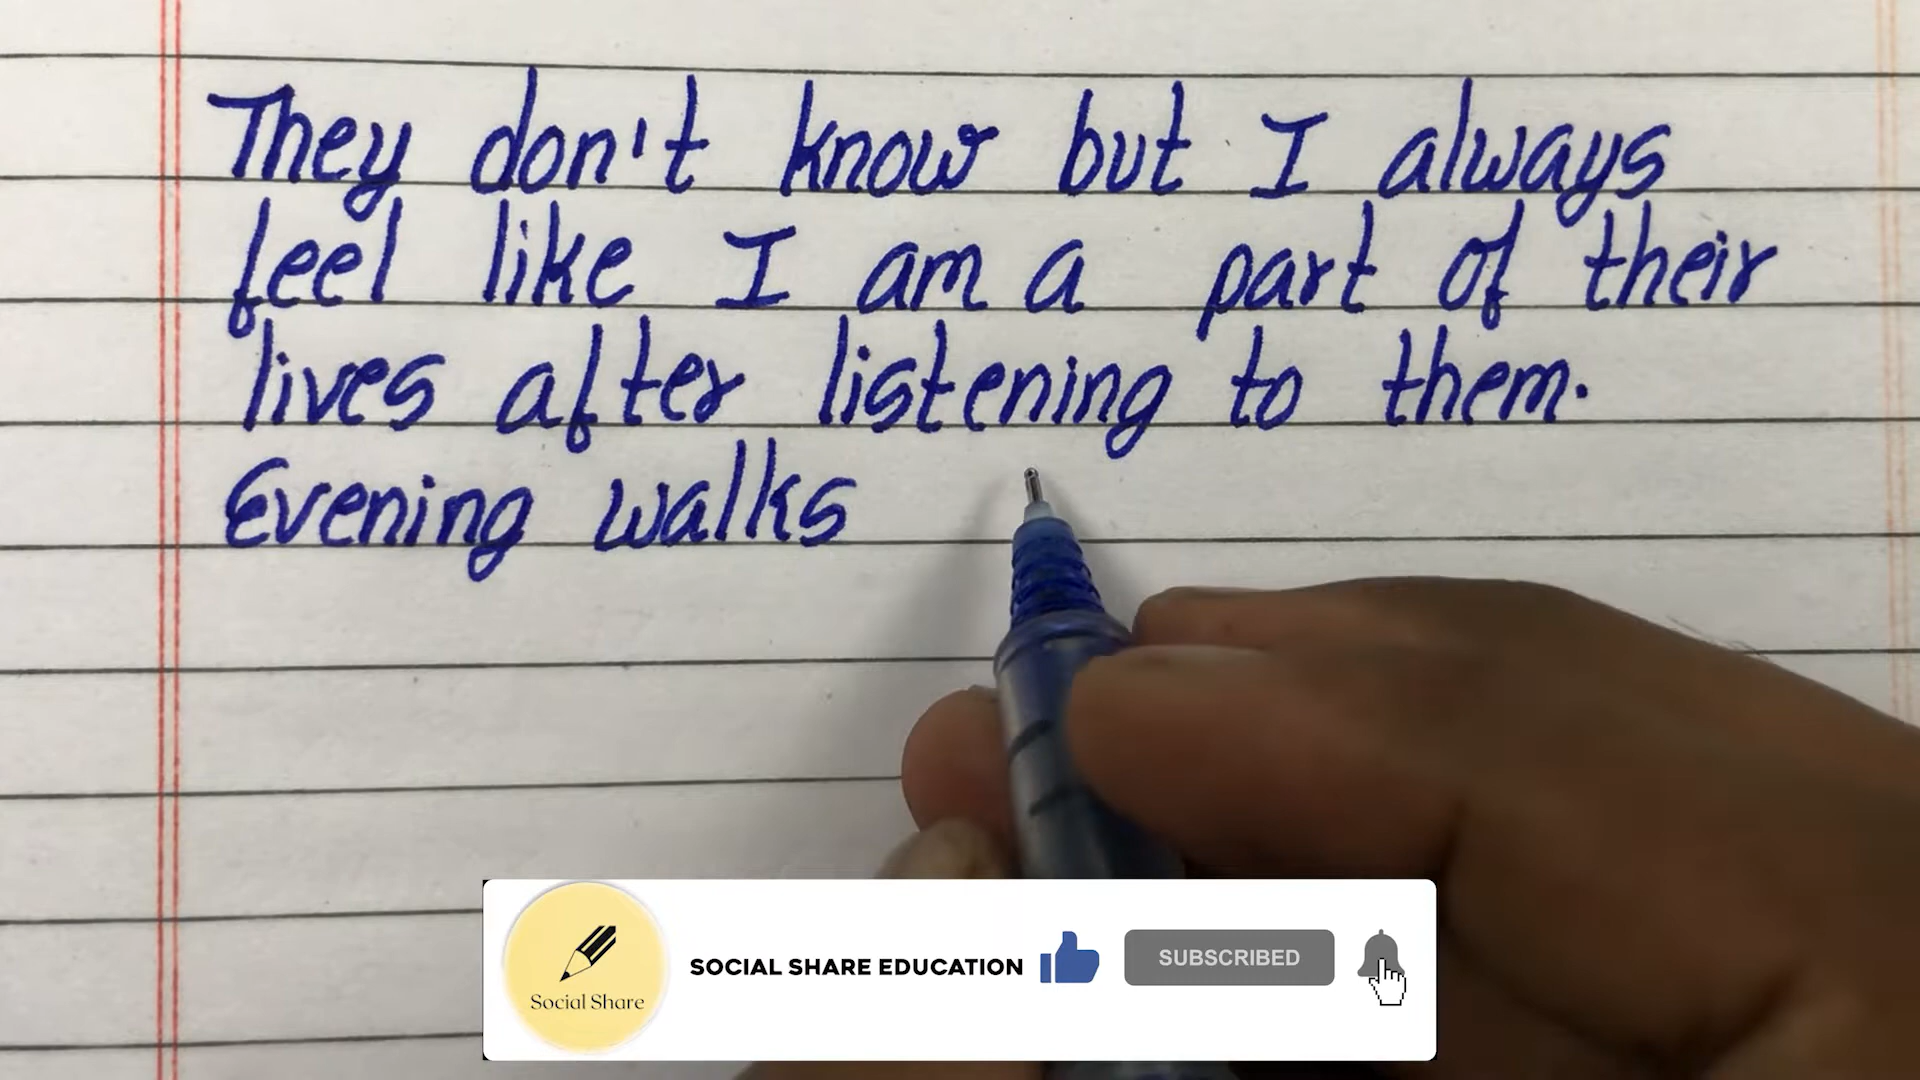 They don't know but I always
feel like I am a part of their
lives after listening to them.
Evening walks
Social Share
SOCIAL SHARE EDUCATION
SUBSCRIBED